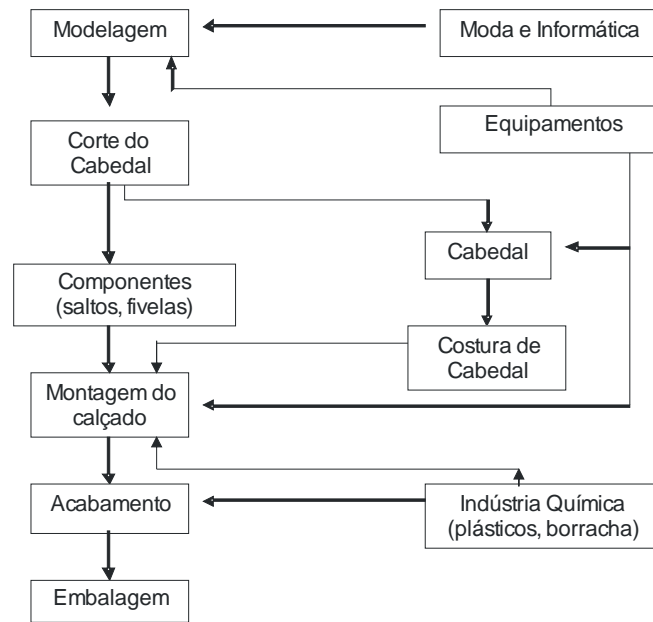 Modelagem
Moda e Informática
Equipamentos
Corte do
Cabedal
Cabedal
Componentes
(saltos, fivelas)
Costura de
Cabedal
Montagem do
calçado
Acabamento
Indústria Química
(plásticos, borracha)
Embalagem